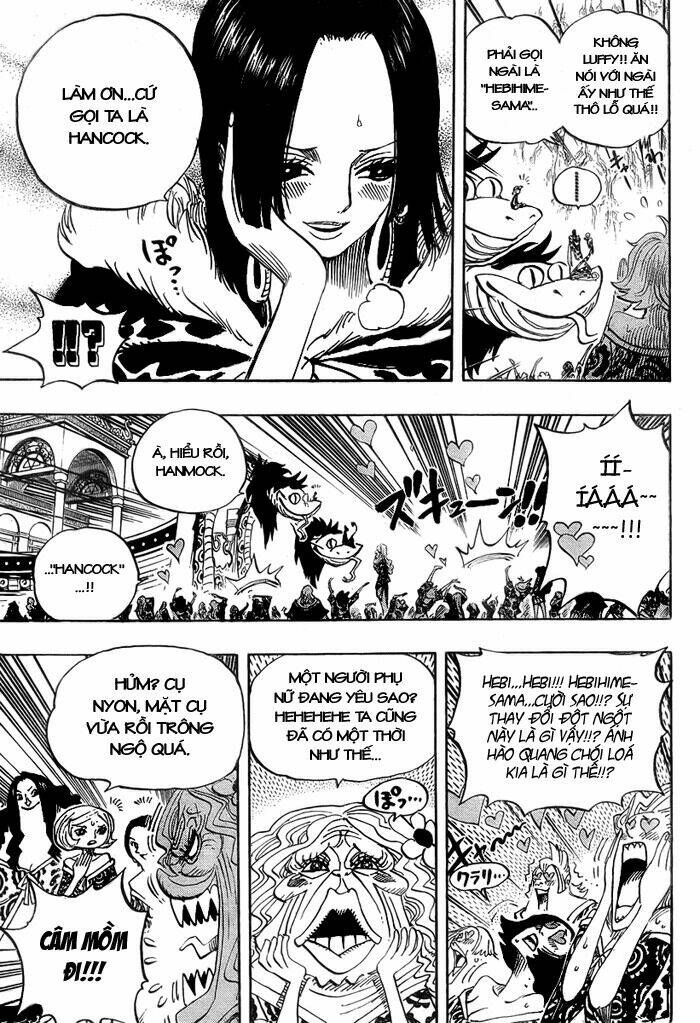 KHÔNG,
LUFFY!! ĂN
NÓI VỚI NGÀI
ẤY NHƯ THẾ
THÔ LỖ QUÁ!!
PHẢI GỌI
NGÀI LÀ
"HEBIHIME-
SAMA"..
LÀM ƠN...CỨ
GỌI TA LÀ
HANCOCK.
ぽっ…
!!?
ÍÍ-
ÍÁÁÁ~~
~~~!!!
ズキューン!!
À, HIỂU RỒI,
HANMOCK.
..."HANCOCK"
....!!
HEBI,,,HEBI!!! HEBIHIME-
SAMA,,,CƯỜI SAO!!? SỰ
THAY ĐỔI ĐỘT NGỘT
NÀY LÀ GÌ VẬY!!? ÁNH
HÀO QUANG CHÓI LOÁ
KIA LÀ GÌ THẾ!!?
クラリ…
MỘT NGƯỜI PHỤ
NỮ ĐANG YÊU SAO?
HEHEHEHE TA CŨNG
ĐÃ CÓ MỘT THỜI
NHƯ THẾ...
ぽっ…
HỬM? CỤ
NYON, MẶT CỤ
VỪA RỒI TRÔNG
NGỘ QUÁ.
CÂM MỒM
ĐI!!!